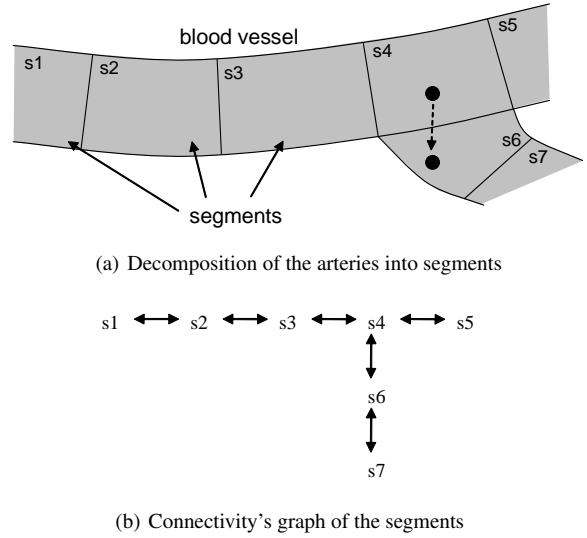 blood vessel
s1
s2
s3
s4
s5
s6
s7
segments
(a) Decomposition of the arteries into segments
s1 s2 s3 s4 s5
s6
s7
(b) Connectivity's graph of the segments